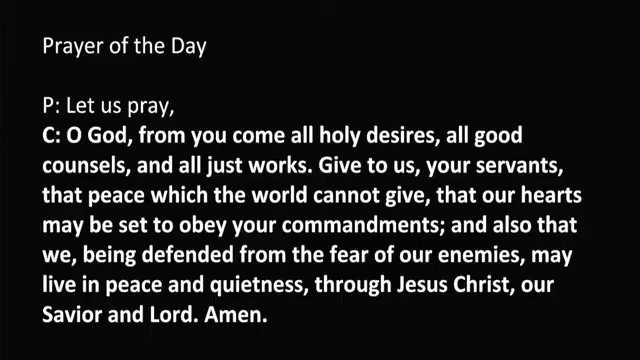 Prayer of the Day
P: Let us pray,
C: O God, from you come all holy desires, all good
counsels, and all just works. Give to us, your servants,
that peace which the world cannot give, that our hearts
may be set to obey your commandments; and also that
we, being defended from the fear of our enemies, may
live in peace and quietness, through Jesus Christ, our
Savior and Lord. Amen.